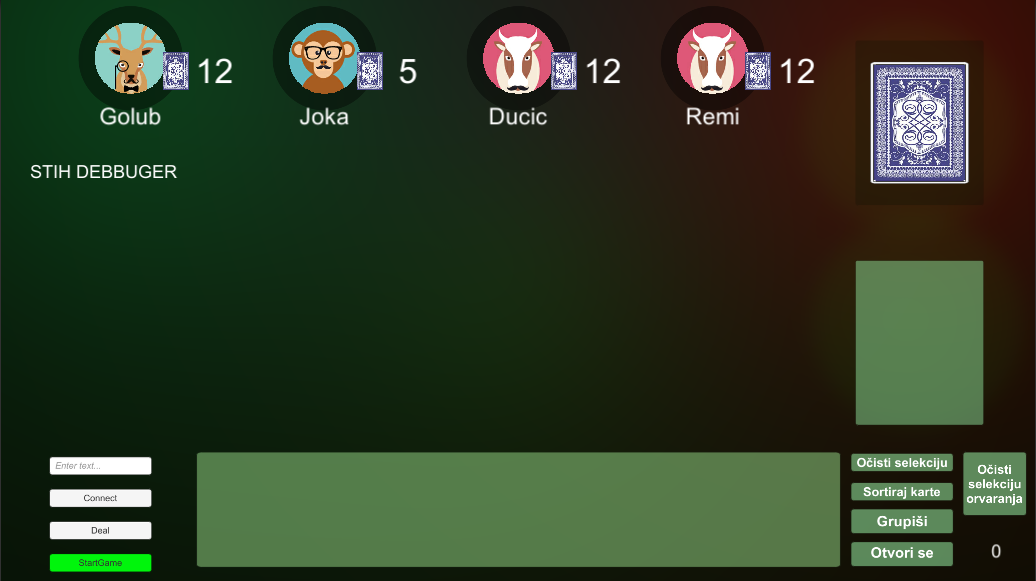 12
5
12
12
Golub
Joka
Ducic
Remi
STIH DEBBUGER
Enter text...
Connect
Deal
StartGame
Očisti selekciju
Sortiraj karte
Grupiši
Otvori se
Očisti
selekciju
orvaranja
0